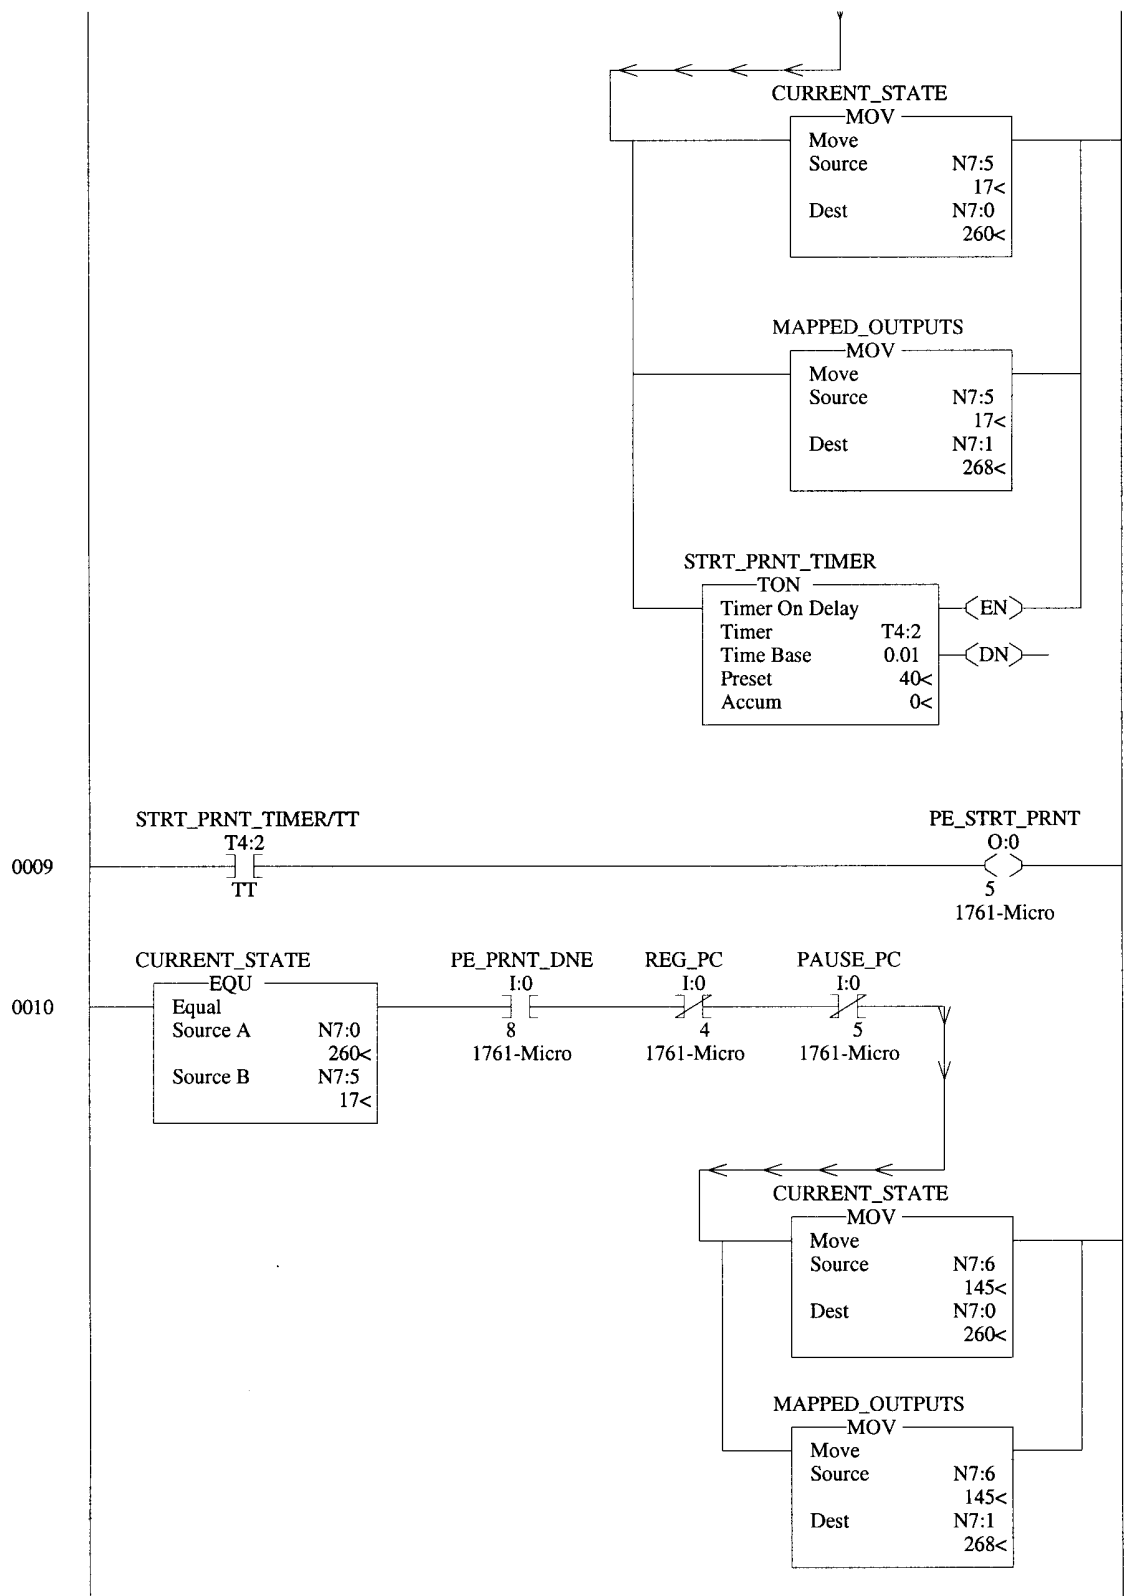 CURRENT_STATE
MOV
Move
Source N7:5
17<
Dest N7:0
260<
MAPPED_OUTPUTS
MOV
Move
Source N7:5
17<
Dest N7:1
268<
STRT_PRNT_TIMER
TON
Timer On Delay
EN
Timer T4:2
Time Base 0.01
DN
Preset 40<
Accum 0<
STRT_PRNT_TIMER/TT
PE_STRT_PRNT
T4:2
O:0
0009
TT
5
1761-Micro
CURRENT_STATE
PE_PRNT_DNE
REG_PC
PAUSE_PC
EQU
I:0
I:0
I:0
0010
Equal
Source A N7:0
260<
Source B N7:5
17<
8
4
5
1761-Micro
1761-Micro
1761-Micro
CURRENT_STATE
MOV
Move
Source N7:6
145<
Dest N7:0
260<
MAPPED_OUTPUTS
MOV
Move
Source N7:6
145<
Dest N7:1
268<